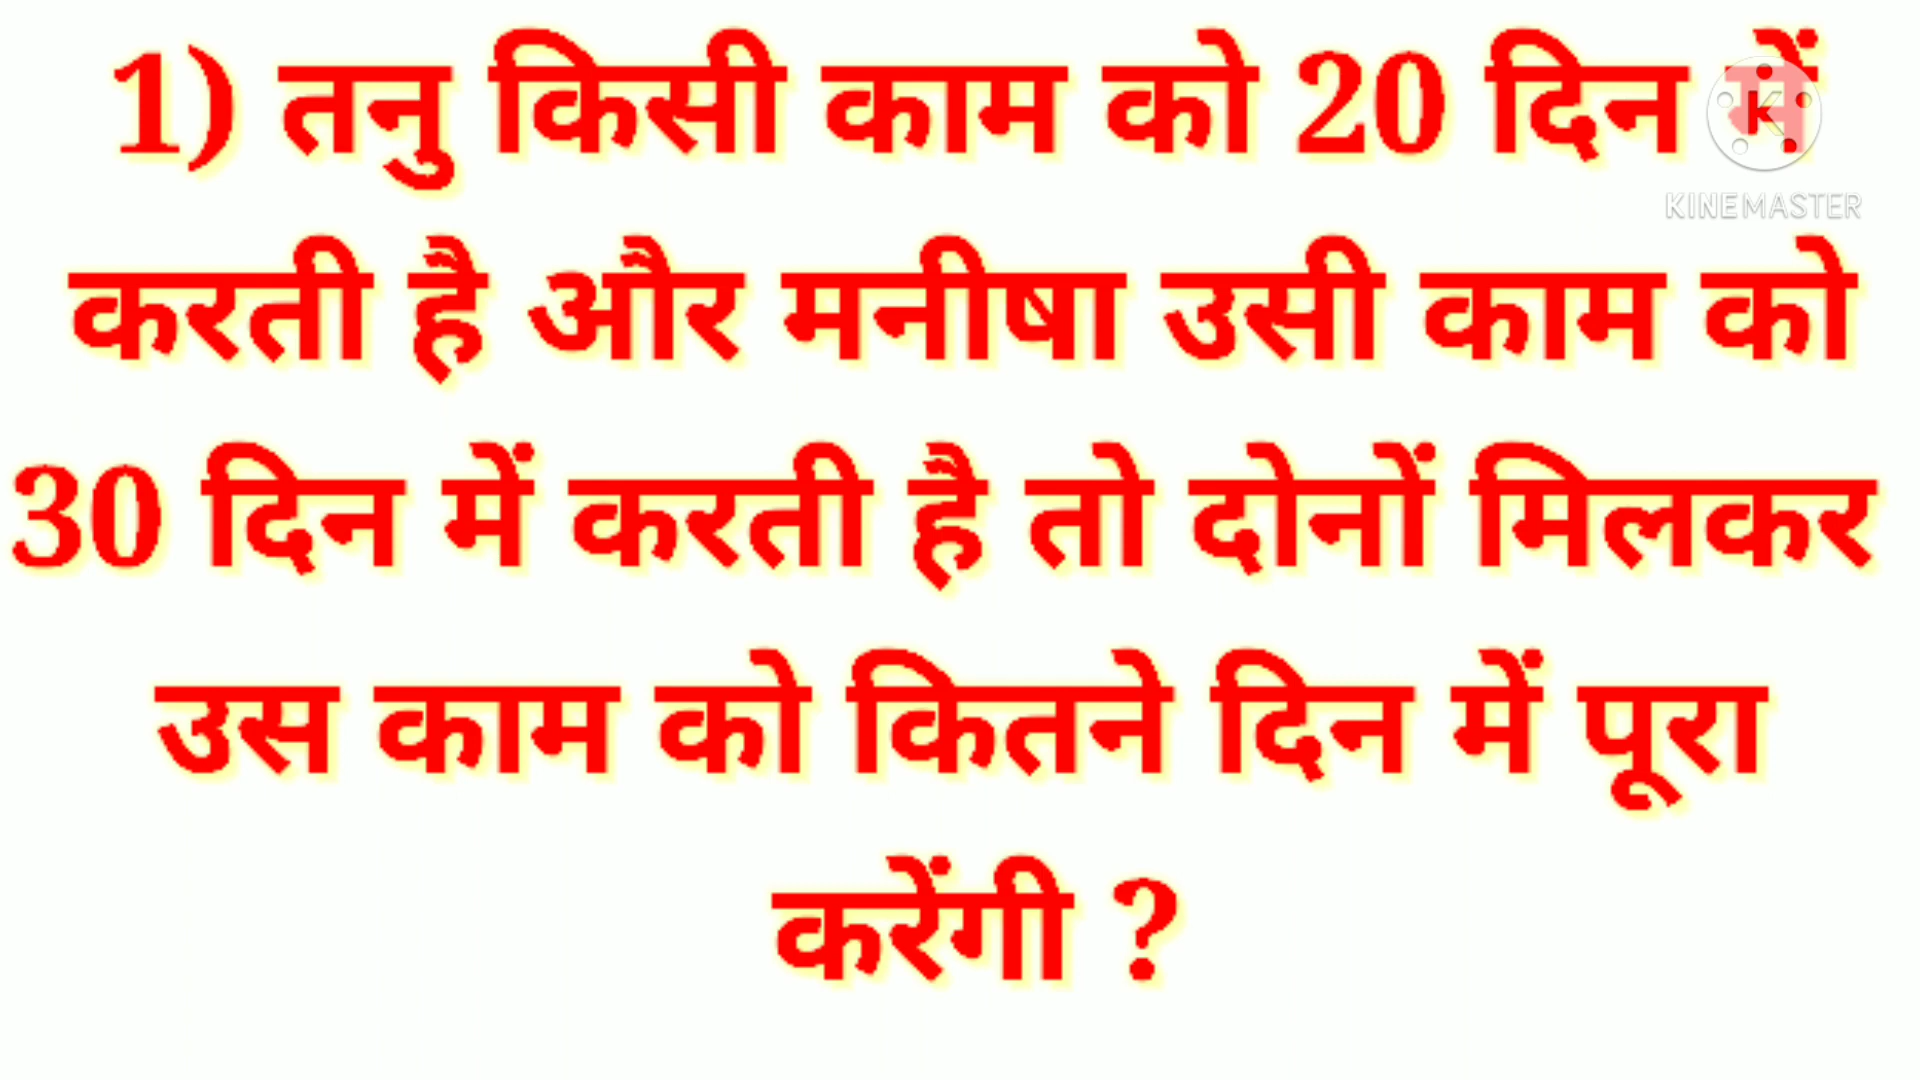 1) तनु किसी काम को 20 दिन में
KINEMASTER
करती है और मनीषा उसी काम को
30 दिन में करती है तो दोनों मिलकर
उस काम को कितने दिन में पूरा
करेंगी ?